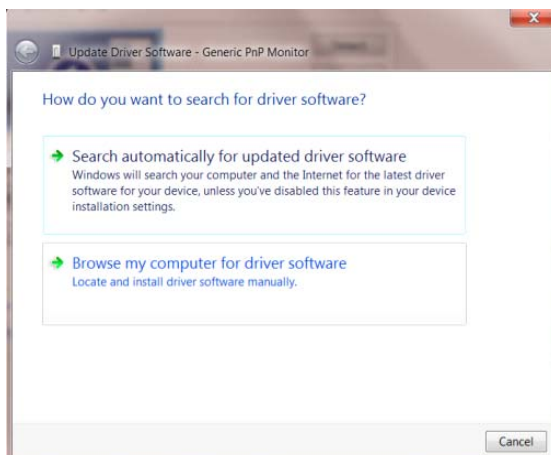 Update Driver Software - Generic PnP Monitor
How do you want to search for driver software?
Search automatically for updated driver software
Windows will search your computer and the Internet for the latest driver
software for your device, unless you've disabled this feature in your device
installation settings.
Browse my computer for driver software
Locate and install driver software manually.
Cancel